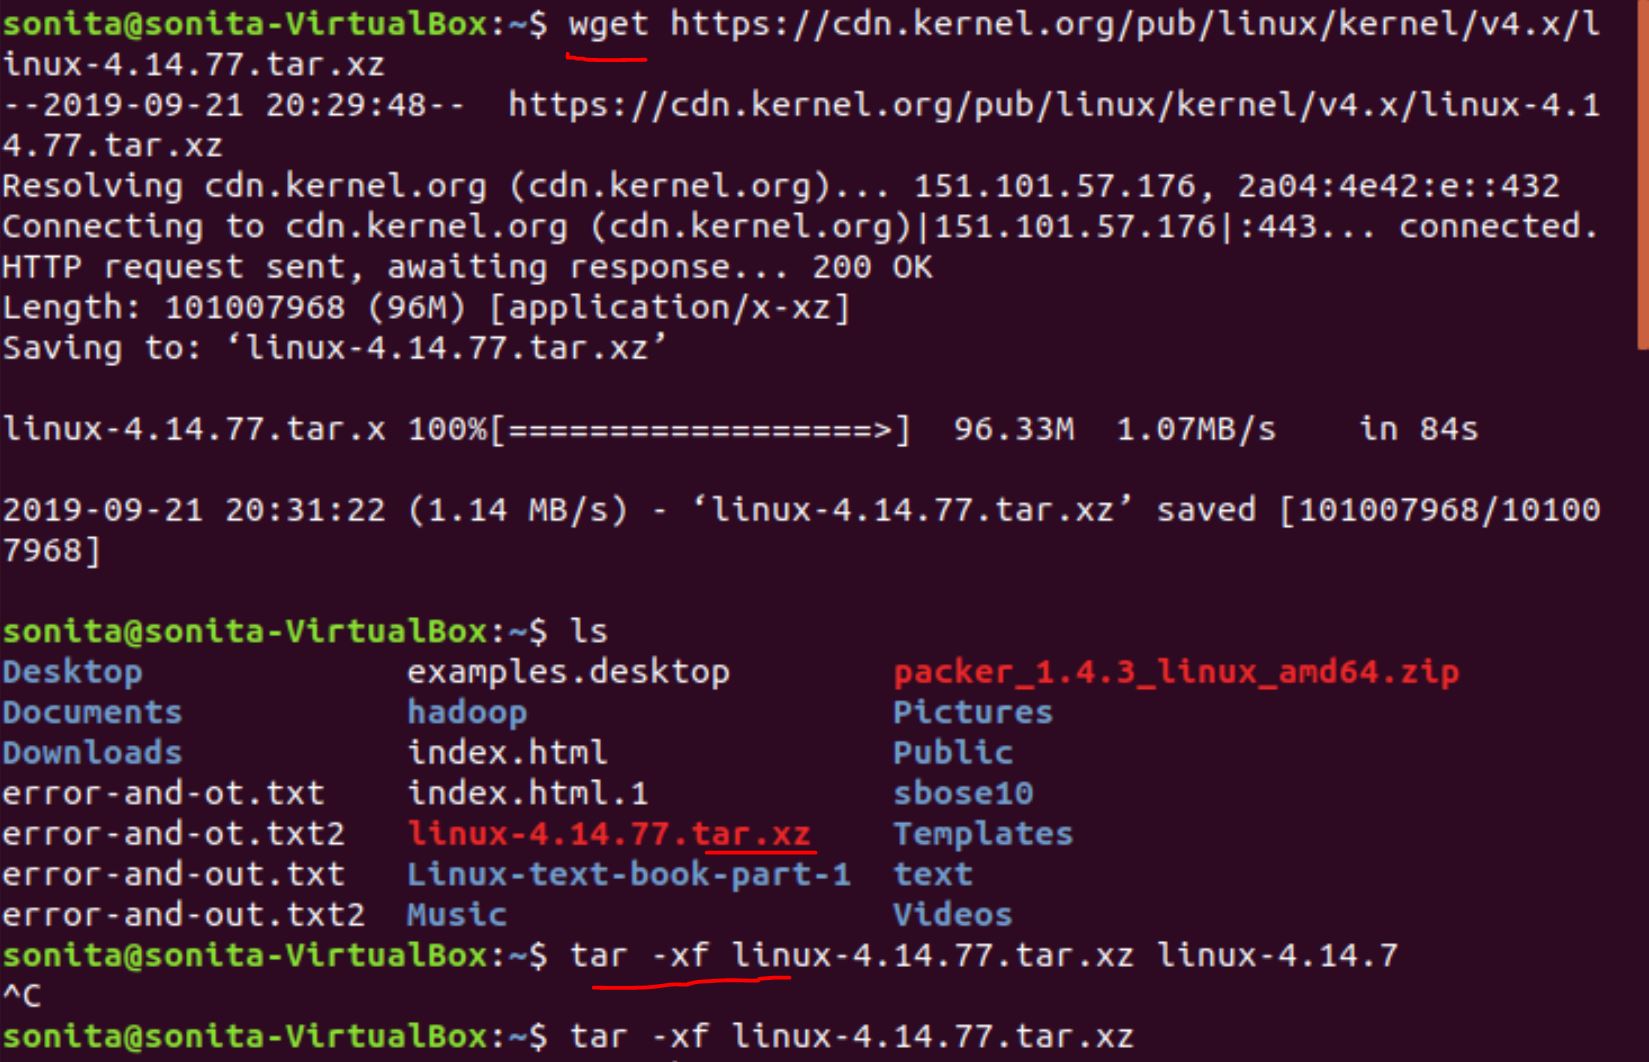 sonita@sonita-VirtualBox:~$ wget https://cdn.kernel.org/pub/linux/kernel/v4.x/l
inux-4.14.77.tar.xz
--2019-09-21 20:29:48--  https://cdn.kernel.org/pub/linux/kernel/v4.x/linux-4.1
4.77.tar.xz
Resolving cdn.kernel.org (cdn.kernel.org)... 151.101.57.176, 2a04:4e42:e::432
Connecting to cdn.kernel.org (cdn.kernel.org)|151.101.57.176|:443... connected.
HTTP request sent, awaiting response... 200 OK
Length: 101007968 (96M) [application/x-xz]
Saving to: ‘linux-4.14.77.tar.xz’
linux-4.14.77.tar.x 100%[==================>]  96.33M  1.07MB/s    in 84s
2019-09-21 20:31:22 (1.14 MB/s) - ‘linux-4.14.77.tar.xz’ saved [101007968/10100
7968]
sonita@sonita-VirtualBox:~$ ls
Desktop             examples.desktop        packer_1.4.3_linux_amd64.zip
Documents           hadoop                  Pictures
Downloads           index.html              Public
error-and-ot.txt    index.html.1            sbose10
error-and-ot.txt2   linux-4.14.77.tar.xz    Templates
error-and-out.txt   Linux-text-book-part-1  text
error-and-out.txt2  Music                   Videos
sonita@sonita-VirtualBox:~$ tar -xf linux-4.14.77.tar.xz linux-4.14.7
^C
sonita@sonita-VirtualBox:~$ tar -xf linux-4.14.77.tar.xz